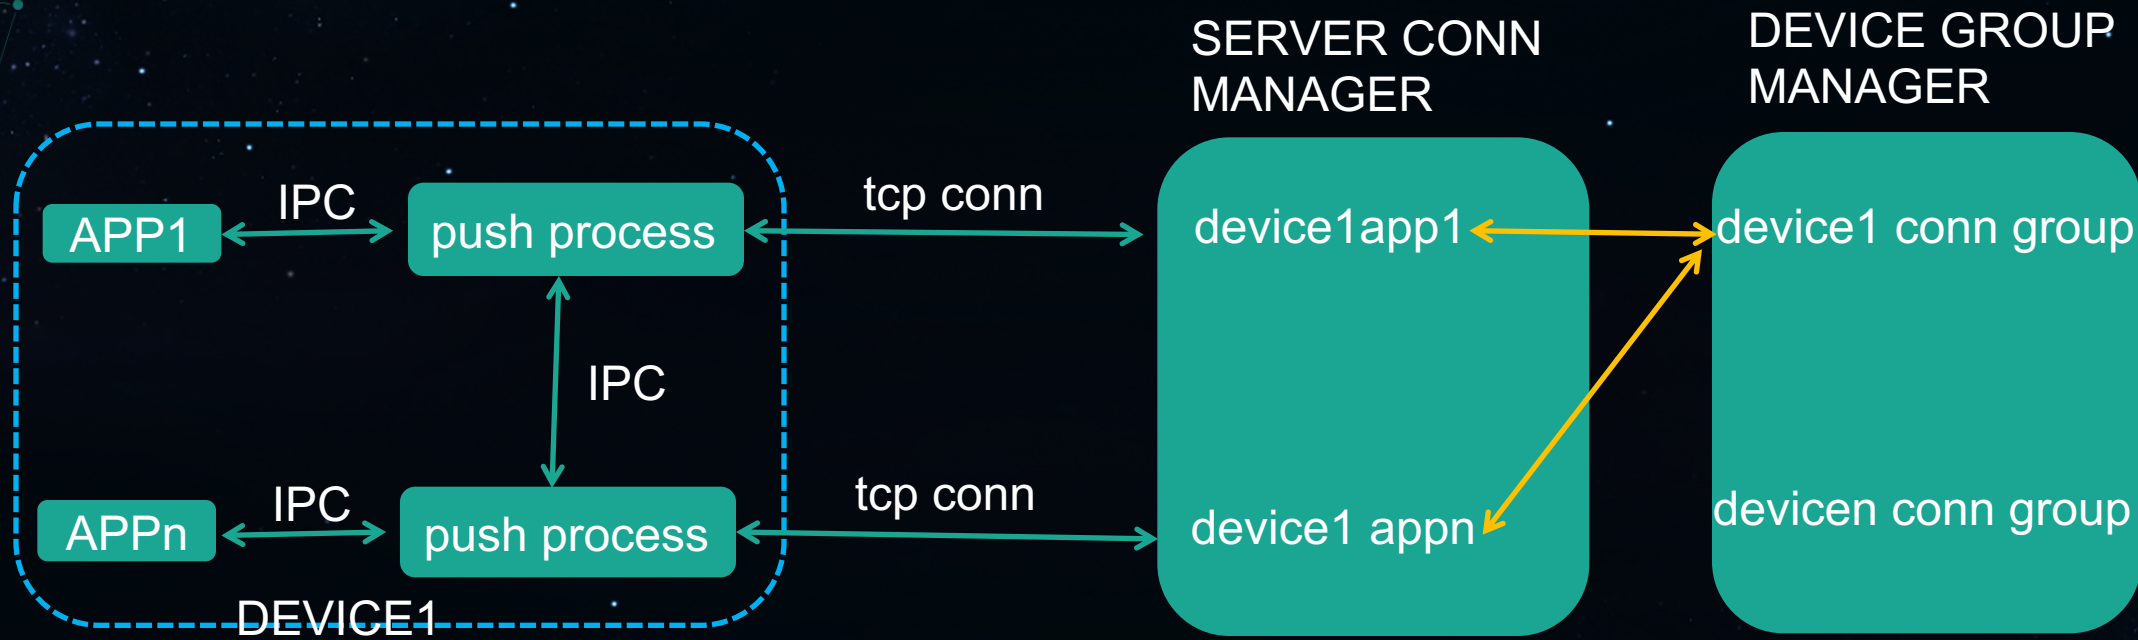 SERVER CONN
MANAGER
DEVICE GROUP
MANAGER
APP1
IPC
push process
tcp conn
device1app1
device1 conn group
IPC
APPn
IPC
push process
tcp conn
device1 appn
devicen conn group
DEVICE1